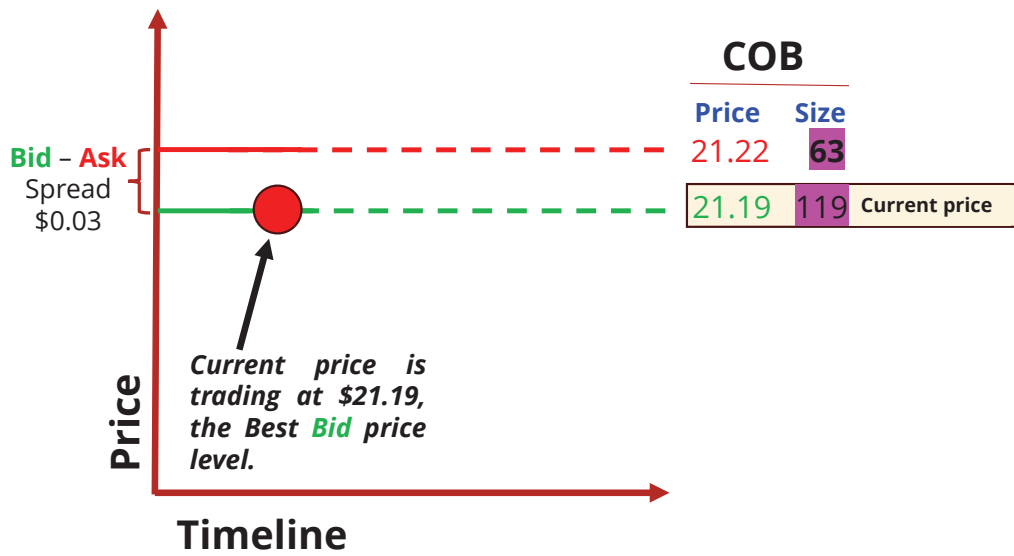 COB
Price Size
21.22 63
21.19 119 Current price
Bid – Ask
Spread
$0.03
Current price is
trading at $21.19,
the Best Bid price
level.
Price
Timeline